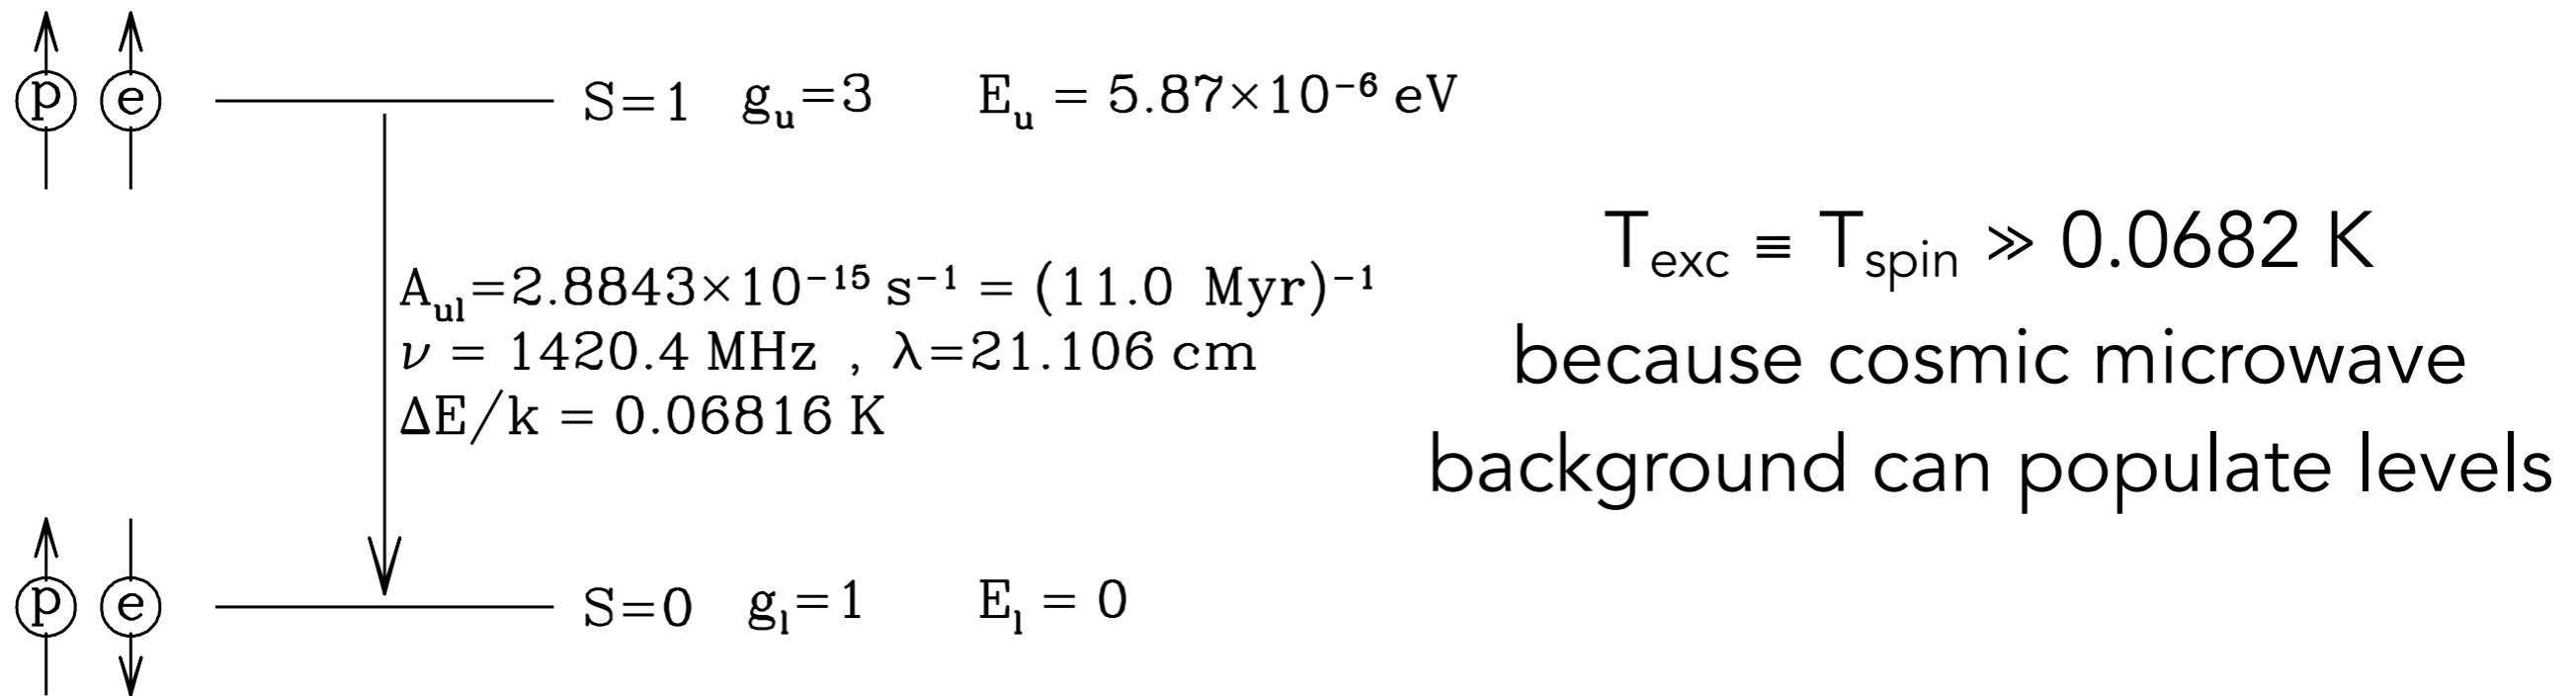 p e S=1 g_u=3 E_u = 5.87×10⁻⁶ eV
A_ul=2.8843×10⁻¹⁵ s⁻¹ = (11.0 Myr)⁻¹
ν = 1420.4 MHz , λ=21.106 cm
ΔE/k = 0.06816 K
p e S=0 g_l=1 E_l = 0
T_exc ≡ T_spin ≫ 0.0682 K
because cosmic microwave
background can populate levels